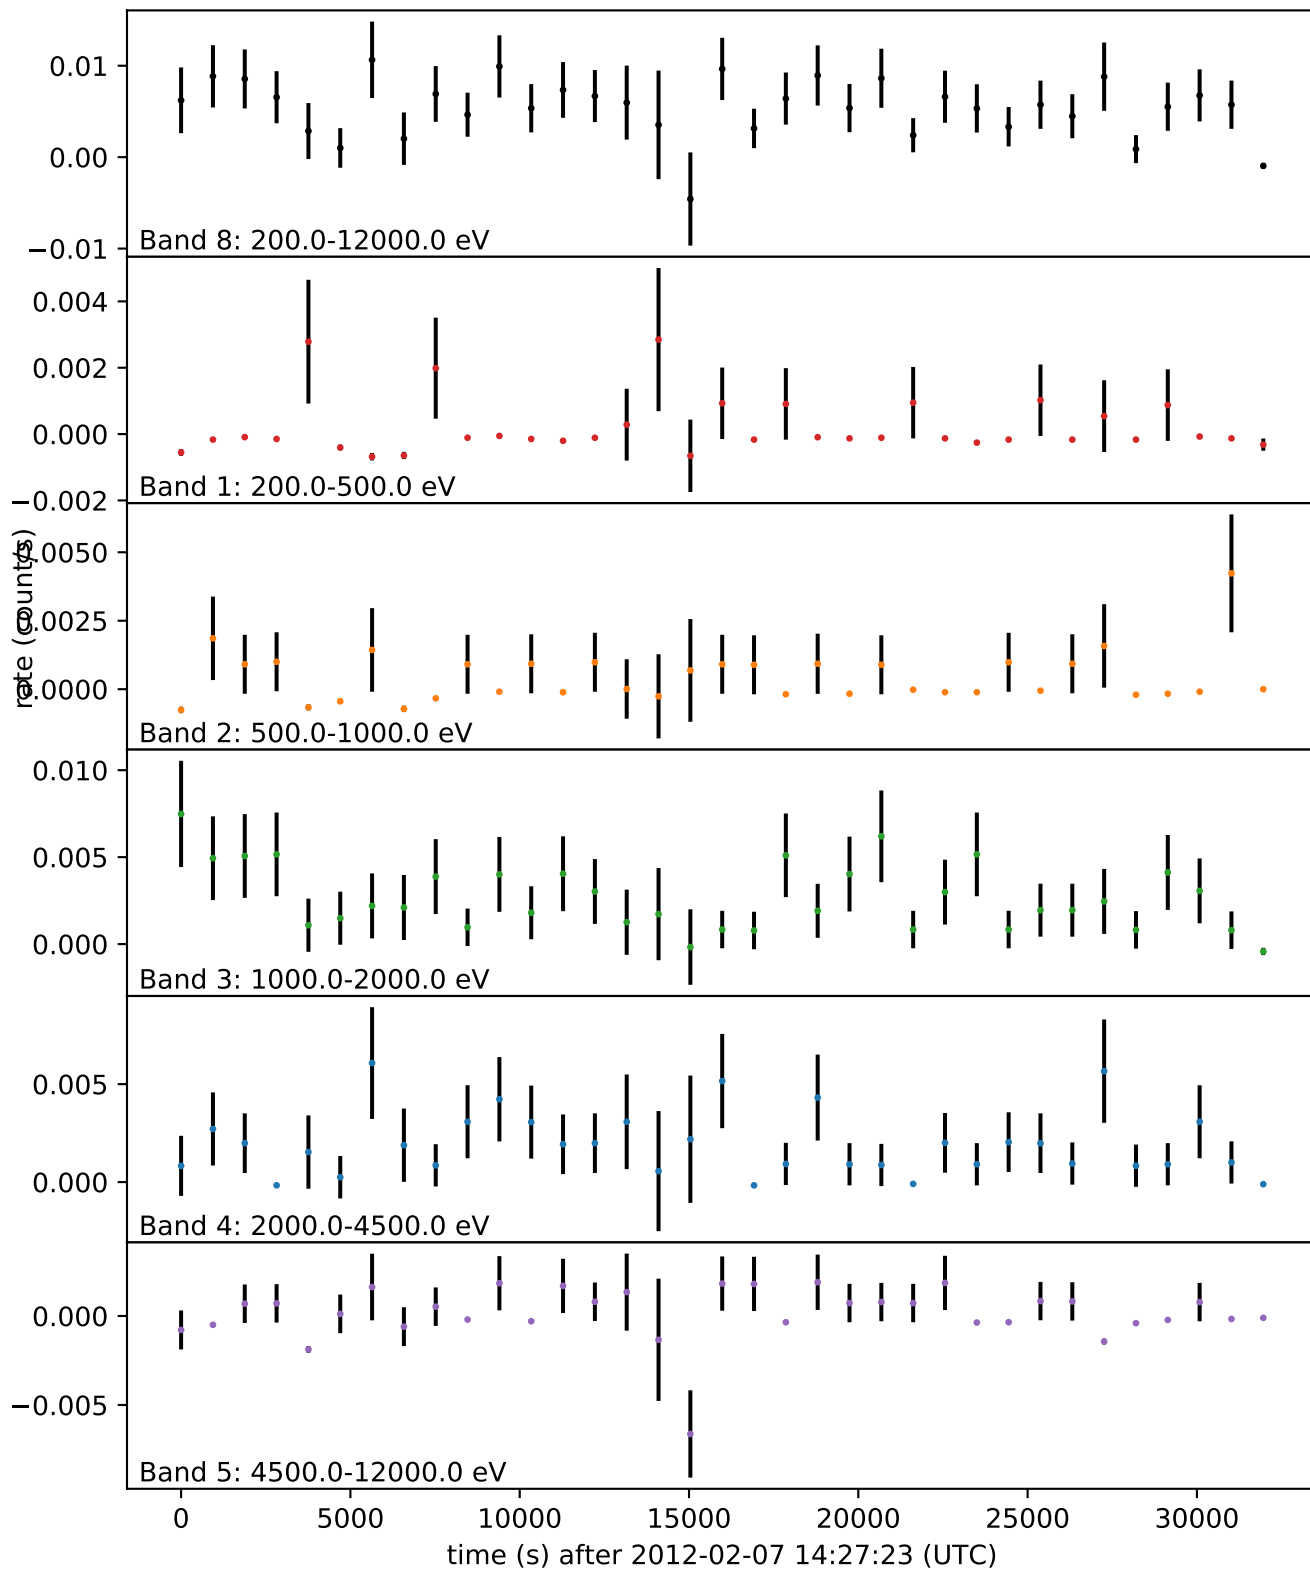 0.01
0.00
−0.01
Band 8: 200.0-12000.0 eV
0.004
0.002
0.000
−0.002
Band 1: 200.0-500.0 eV
rate (count/s)
0.0050
0.0025
0.0000
Band 2: 500.0-1000.0 eV
0.010
0.005
0.000
Band 3: 1000.0-2000.0 eV
0.005
0.000
Band 4: 2000.0-4500.0 eV
0.000
−0.005
Band 5: 4500.0-12000.0 eV
0 5000 10000 15000 20000 25000 30000
time (s) after 2012-02-07 14:27:23 (UTC)